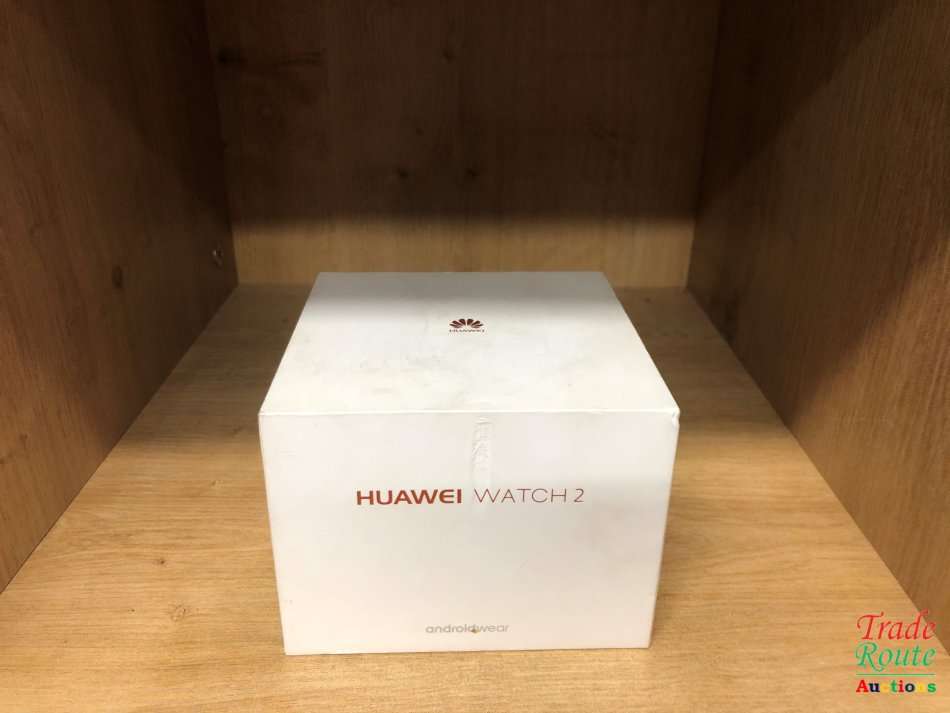 HUAWEI
HUAWEI WATCH 2
androidwear
Trade
Route
Auctions